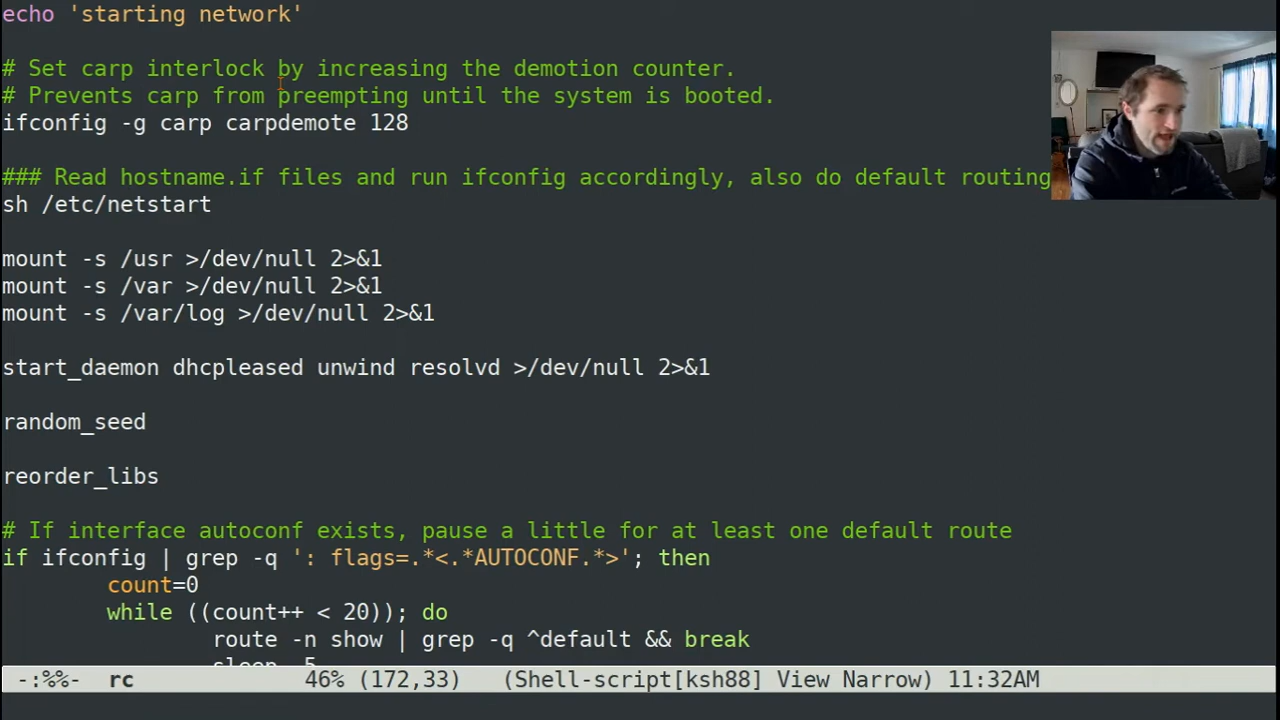 echo 'starting network'
# Set carp interlock by increasing the demotion counter.
# Prevents carp from preempting until the system is booted.
ifconfig -g carp carpdemote 128
### Read hostname.if files and run ifconfig accordingly, also do default routing
sh /etc/netstart
mount -s /usr >/dev/null 2>&1
mount -s /var >/dev/null 2>&1
mount -s /var/log >/dev/null 2>&1
start_daemon dhcpleased unwind resolvd >/dev/null 2>&1
random_seed
reorder_libs
# If interface autoconf exists, pause a little for at least one default route
if ifconfig | grep -q ': flags=.*<.*AUTOCONF.*>'; then
count=0
while ((count++ < 20)); do
route -n show | grep -q ^default && break
sleep .5
-:%%- rc 46% (172,33) (Shell-script[ksh88] View Narrow) 11:32AM